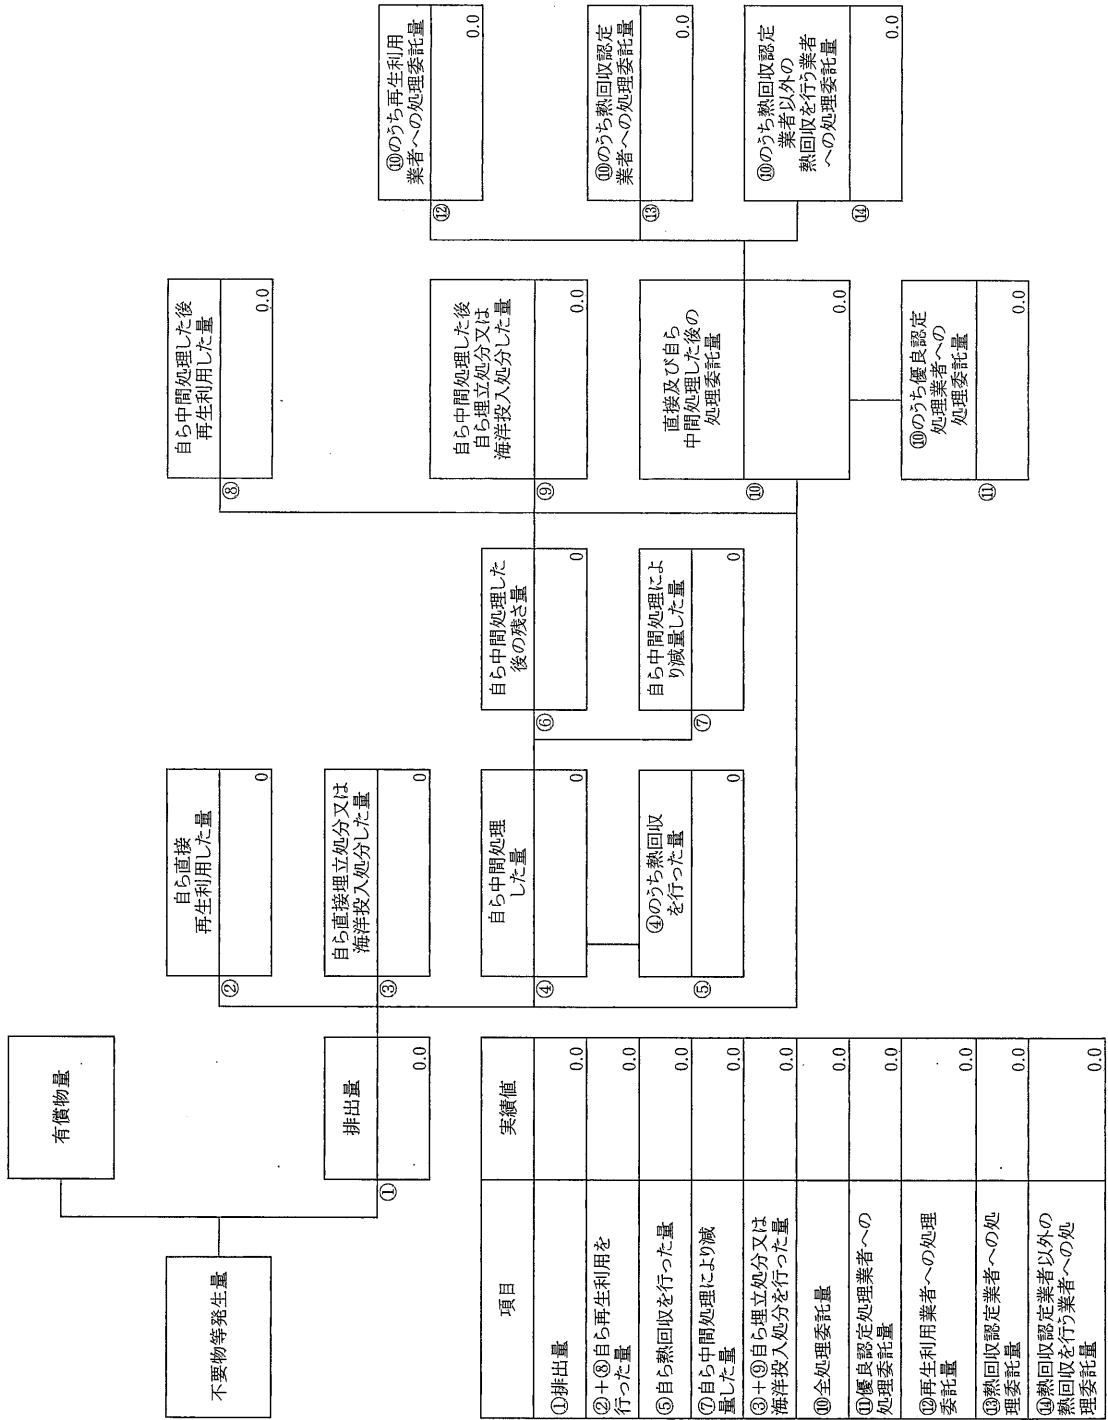 不要物等発生量
有償物量
排出量
①
0.0
自ら直接
再生利用した量
②
0
自ら直接埋立処分又は
海洋投入処分した量
③
0
自ら中間処理
した量
④
0
④のうち熱回収
を行った量
⑤
0
自ら中間処理した
後の残さ量
⑥
0
自ら中間処理によ
り減量した量
⑦
0
自ら中間処理した後
再生利用した量
⑧
0.0
自ら中間処理した後
自ら埋立処分又は
海洋投入処分した量
⑨
0.0
直接及び自ら
中間処理した後の
処理委託量
⑩
0.0
⑩のうち優良認定
処理業者への
処理委託量
⑪
0.0
⑩のうち再生利用
業者への処理委託量
⑫
0.0
⑩のうち熱回収認定
業者への処理委託量
⑬
0.0
⑩のうち熱回収認定
業者以外の
熱回収を行う業者
への処理委託量
⑭
0.0
項目 実績値
①排出量 0.0
②+⑧自ら再生利用を
行った量 0.0
⑤自ら熱回収を行った量 0.0
⑦自ら中間処理により減
量した量 0.0
③+⑨自ら埋立処分又は
海洋投入処分を行った量 0.0
⑩全処理委託量 0.0
⑪優良認定処理業者への
処理委託量 0.0
⑫再生利用業者への処理
委託量 0.0
⑬熱回収認定業者への処
理委託量 0.0
⑭熱回収認定業者以外の
熱回収を行う業者への処
理委託量 0.0